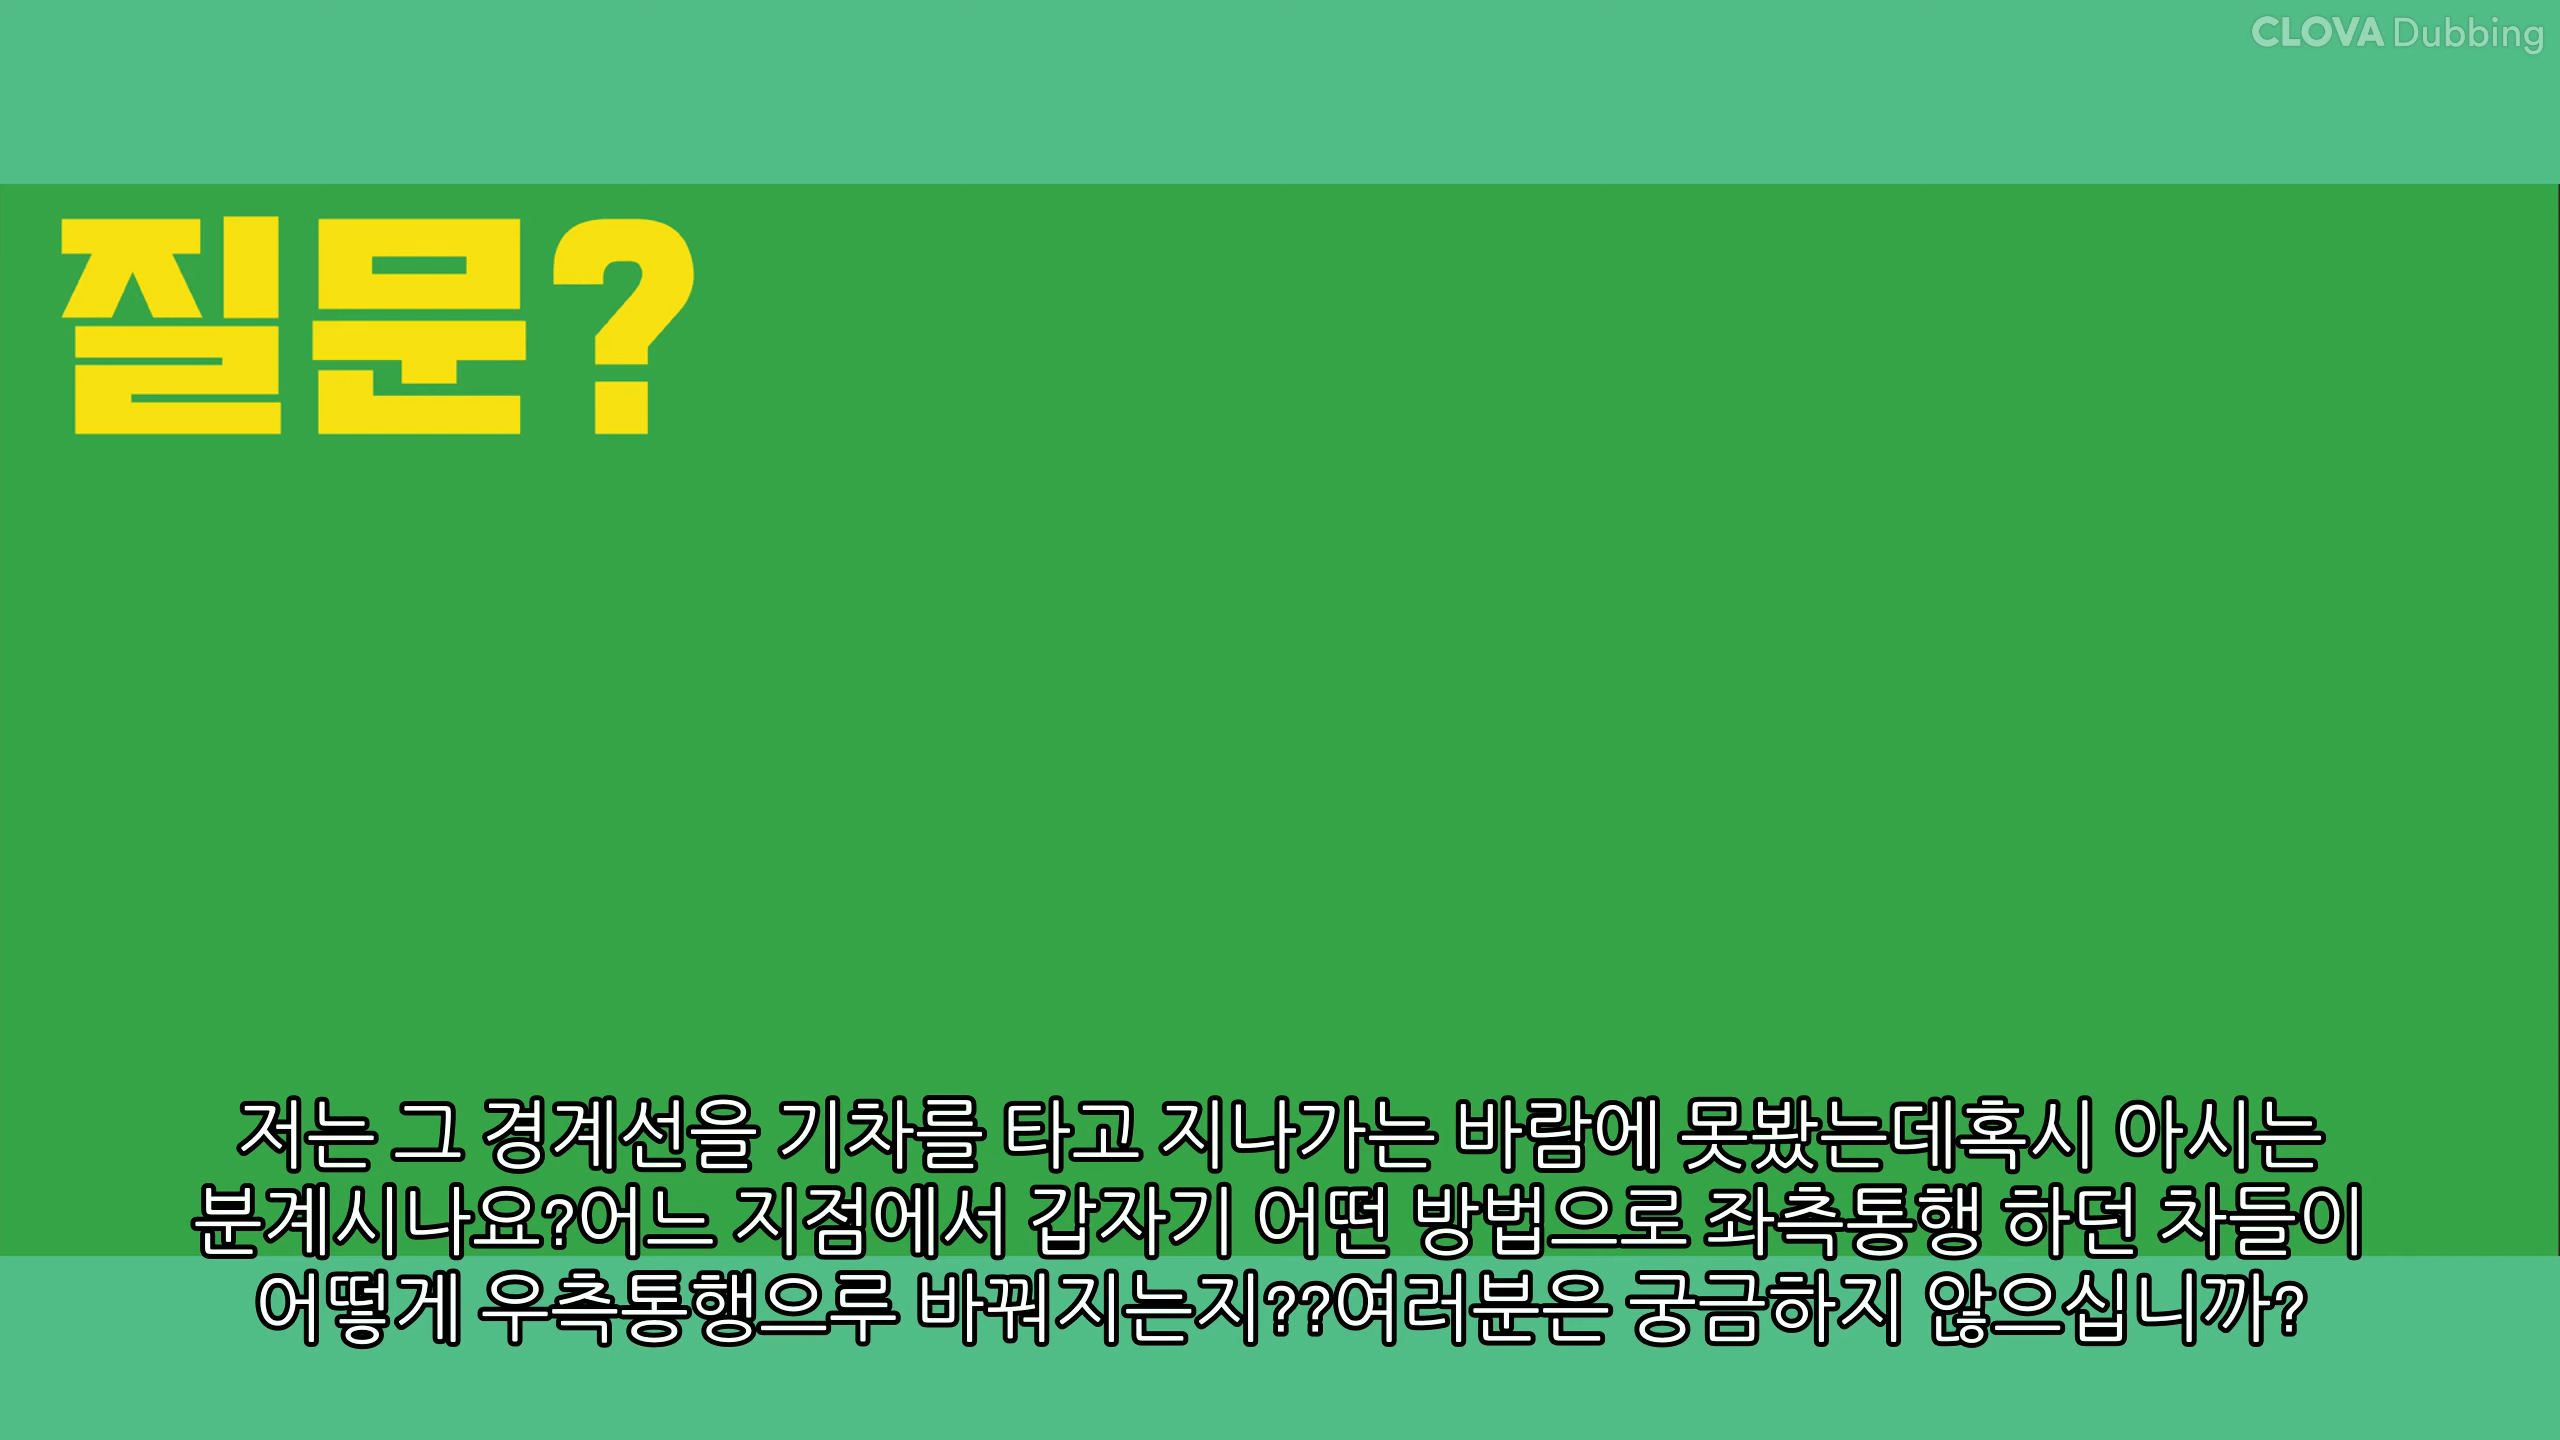 CLOVA Dubbing
질문?
저는 그 경계선을 기차를 타고 지나가는 바람에 못봤는데혹시 아시는
분계시나요?어느 지점에서 갑자기 어떤 방법으로 좌측통행 하던 차들이
어떻게 우측통행으루 바꿔지는지??여러분은 궁금하지 않으십니까?